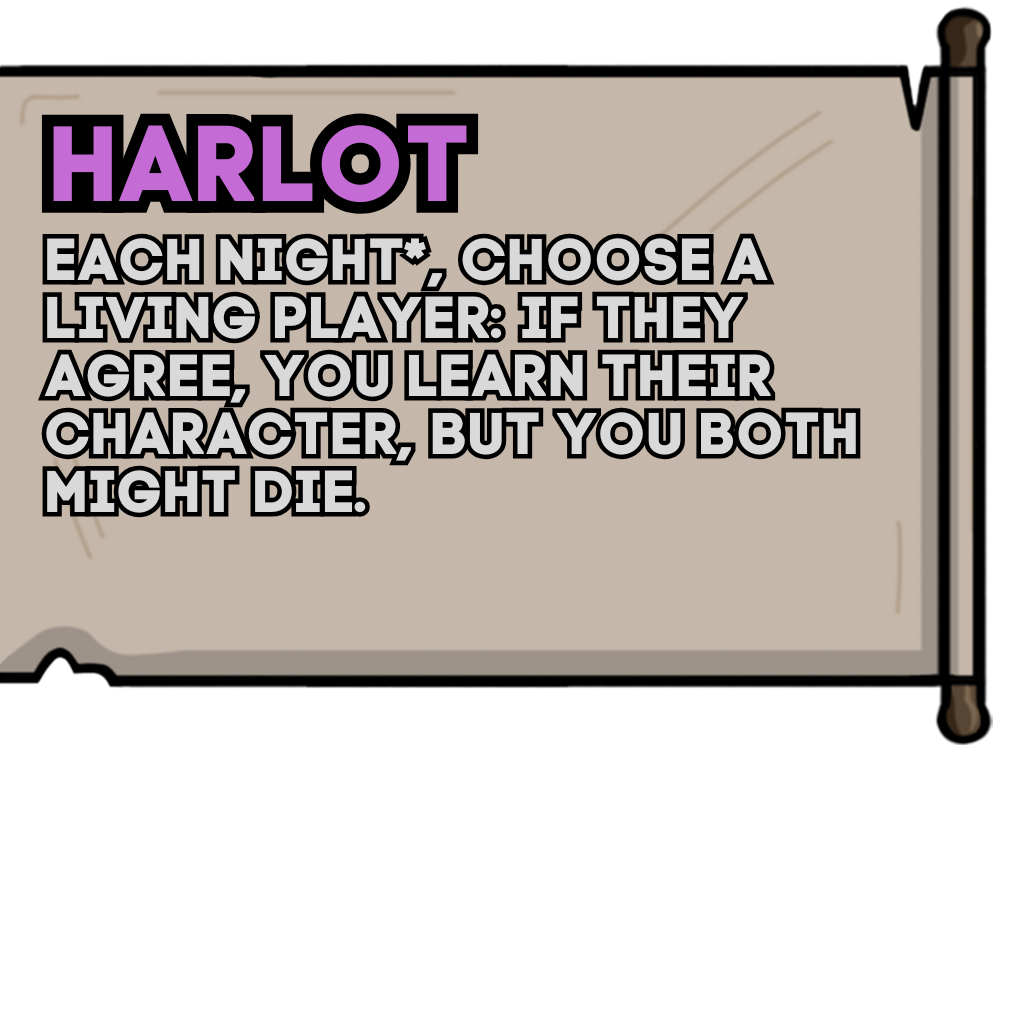 HARLOT
EACH NIGHT*, CHOOSE A
LIVING PLAYER: IF THEY
AGREE, YOU LEARN THEIR
CHARACTER, BUT YOU BOTH
MIGHT DIE.